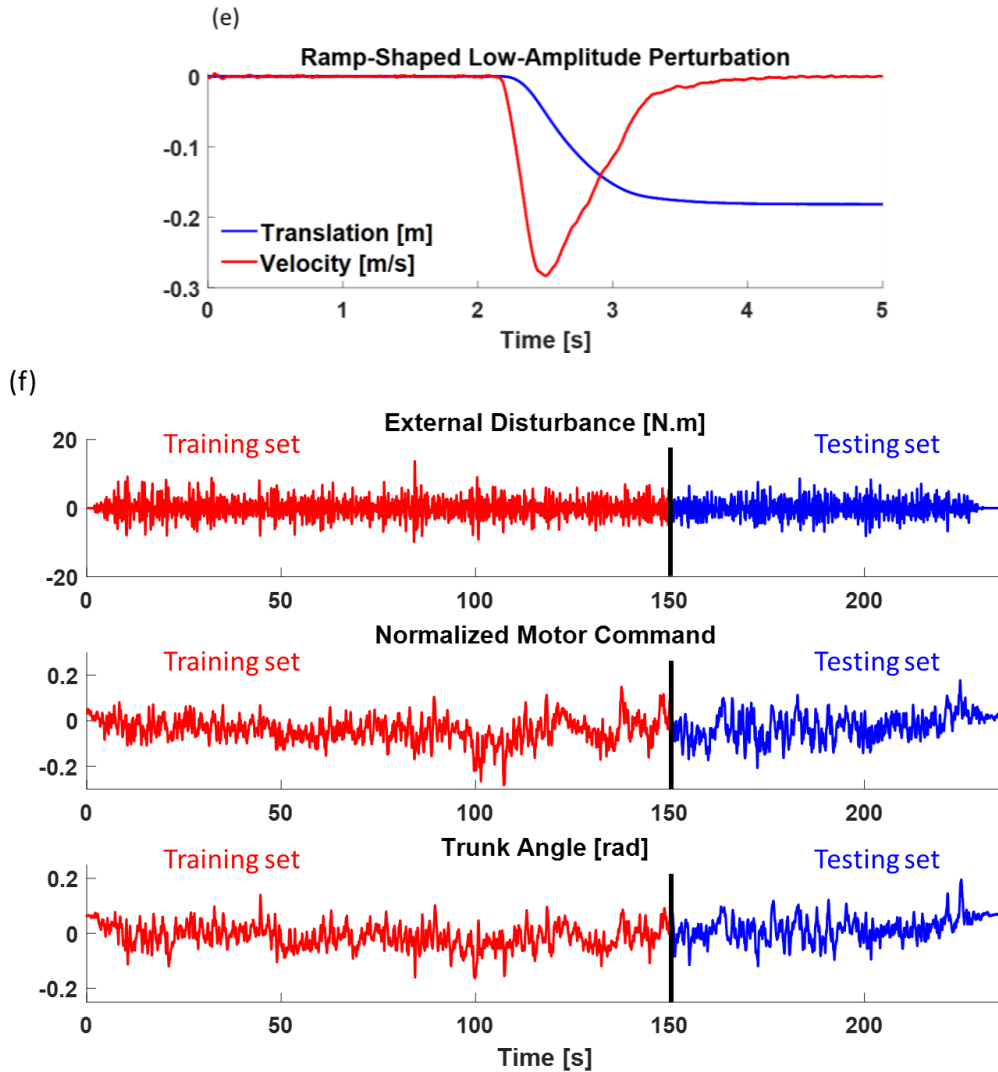 (e)
Ramp-Shaped Low-Amplitude Perturbation
0
-0.1
-0.2
-0.3
Translation [m]
Velocity [m/s]
0 1 2 3 4 5
Time [s]
(f)
External Disturbance [N.m]
Training set Testing set
20
0
-20
0 50 100 150 200
Normalized Motor Command
Training set Testing set
0.2
0
-0.2
0 50 100 150 200
Trunk Angle [rad]
Training set Testing set
0.2
0
-0.2
0 50 100 150 200
Time [s]